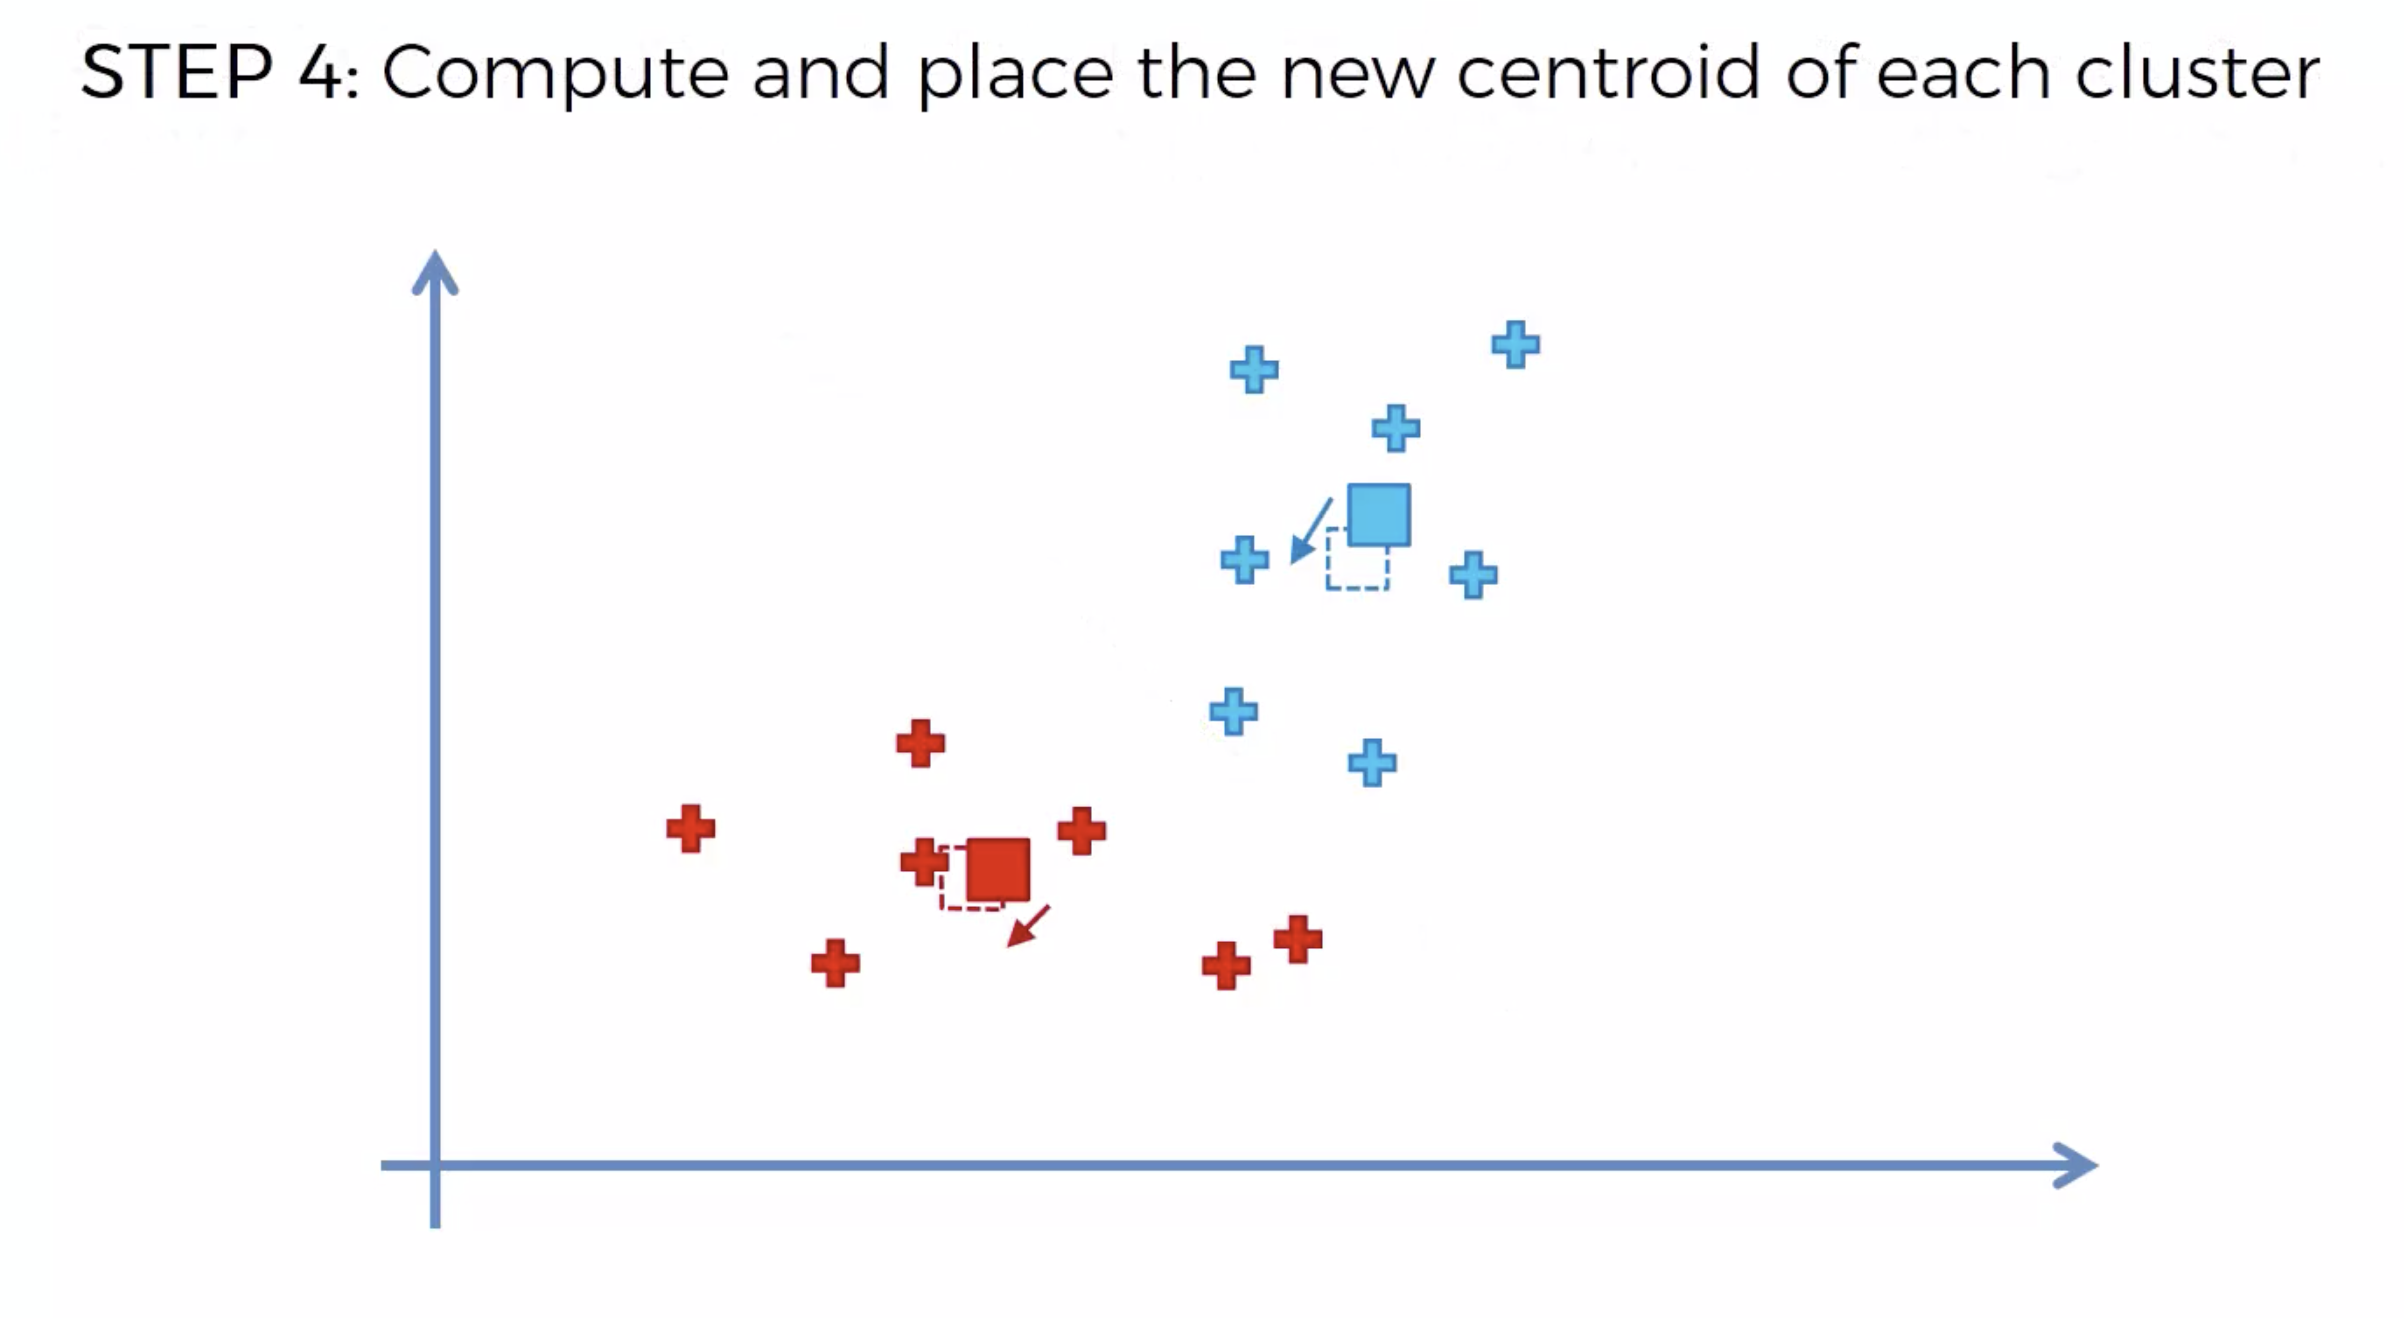 STEP 4: Compute and place the new centroid of each cluster